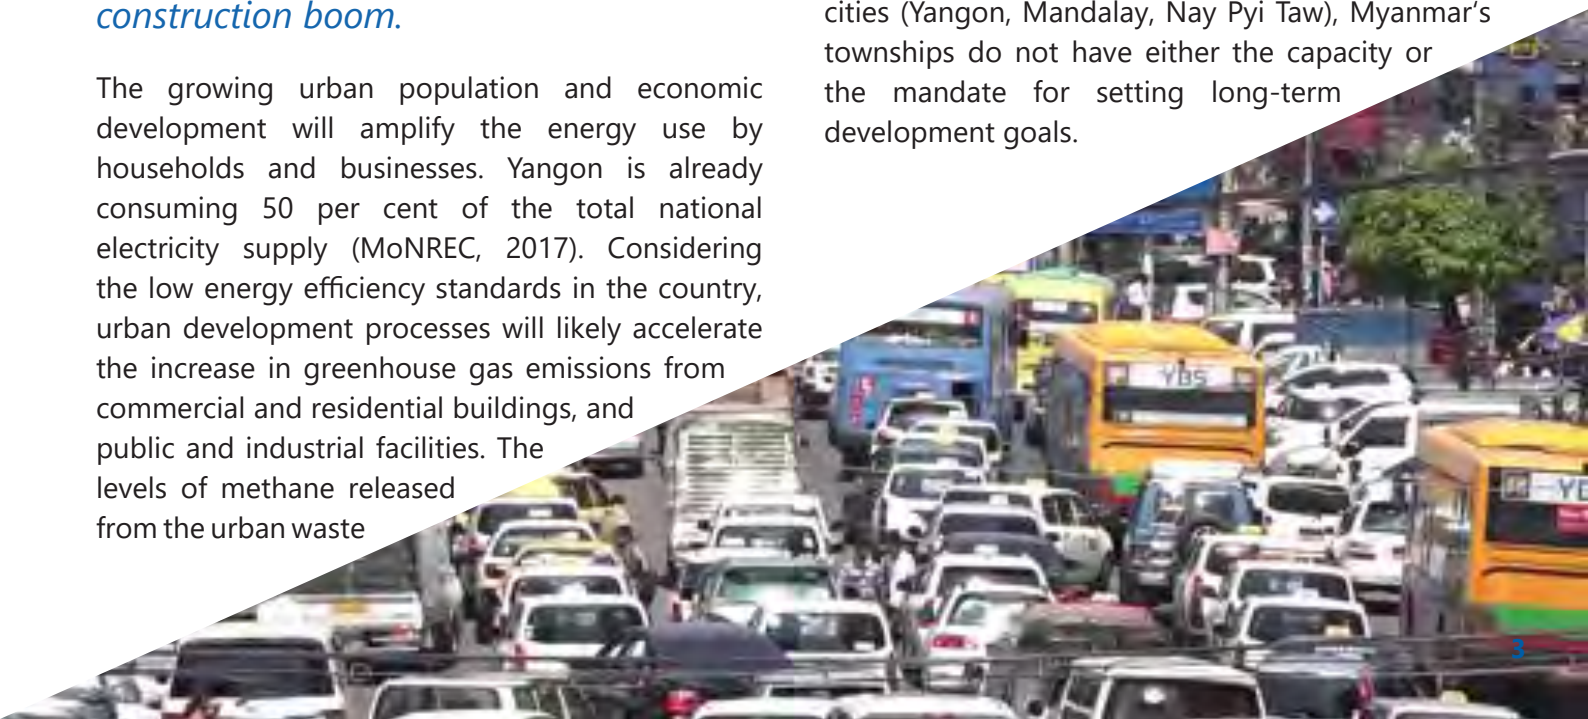 construction boom.
The growing urban population and economic
development will amplify the energy use by
households and businesses. Yangon is already
consuming 50 per cent of the total national
electricity supply (MoNREC, 2017). Considering
the low energy efficiency standards in the country,
urban development processes will likely accelerate
the increase in greenhouse gas emissions from
commercial and residential buildings, and
public and industrial facilities. The
levels of methane released
from the urban waste
cities (Yangon, Mandalay, Nay Pyi Taw), Myanmar‘s
townships do not have either the capacity or
the mandate for setting long-term
development goals.
YBS
3